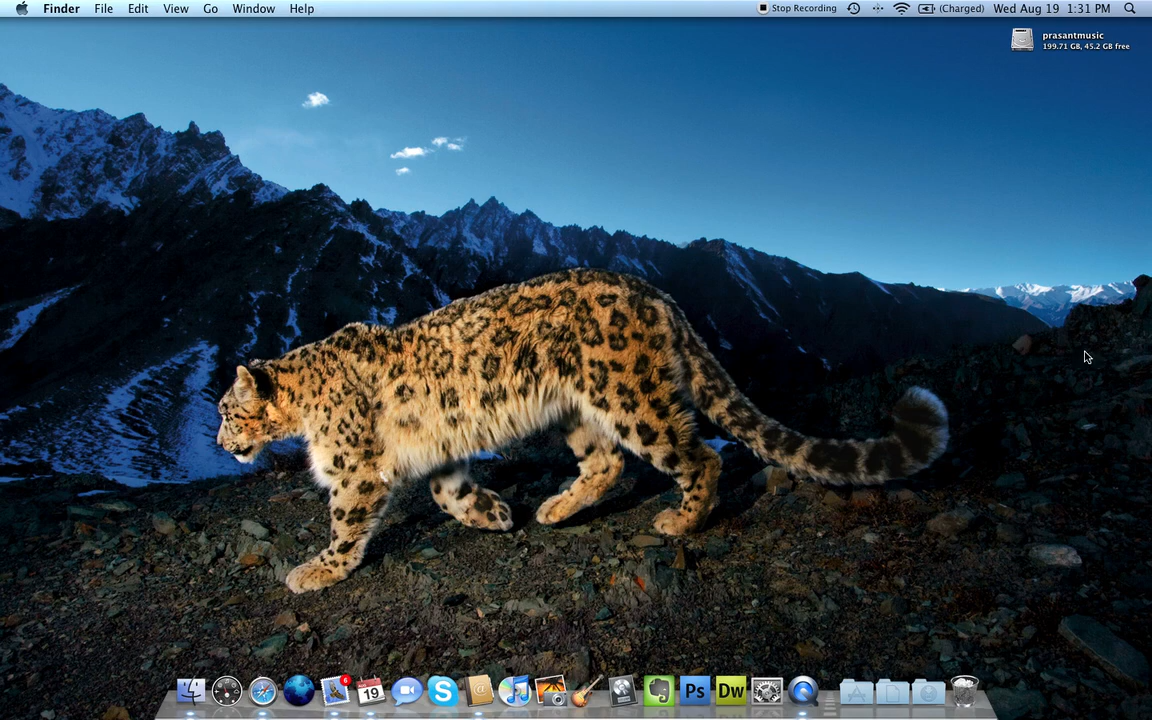 Finder File Edit View Go Window Help Stop Recording (Charged) Wed Aug 19 1:31 PM
prasantmusic
199.71 GB, 45.2 GB free
6
19
Ps Dw